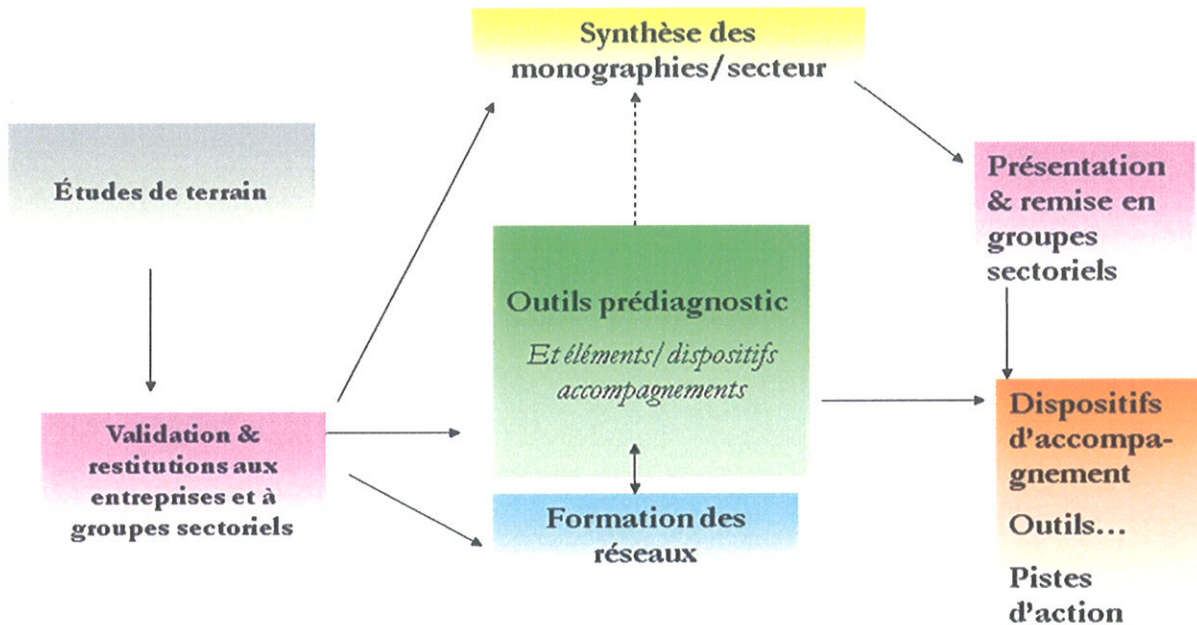 Synthèse des
monographies/secteur
Études de terrain
Présentation
& remise en
groupes
sectoriels
Outils prédiagnostic
Et éléments/dispositifs
accompagnements
Validation &
restitutions aux
entreprises et à
groupes sectoriels
Formation des
réseaux
Dispositifs
d'accompa-
gnement
Outils...
Pistes
d'action